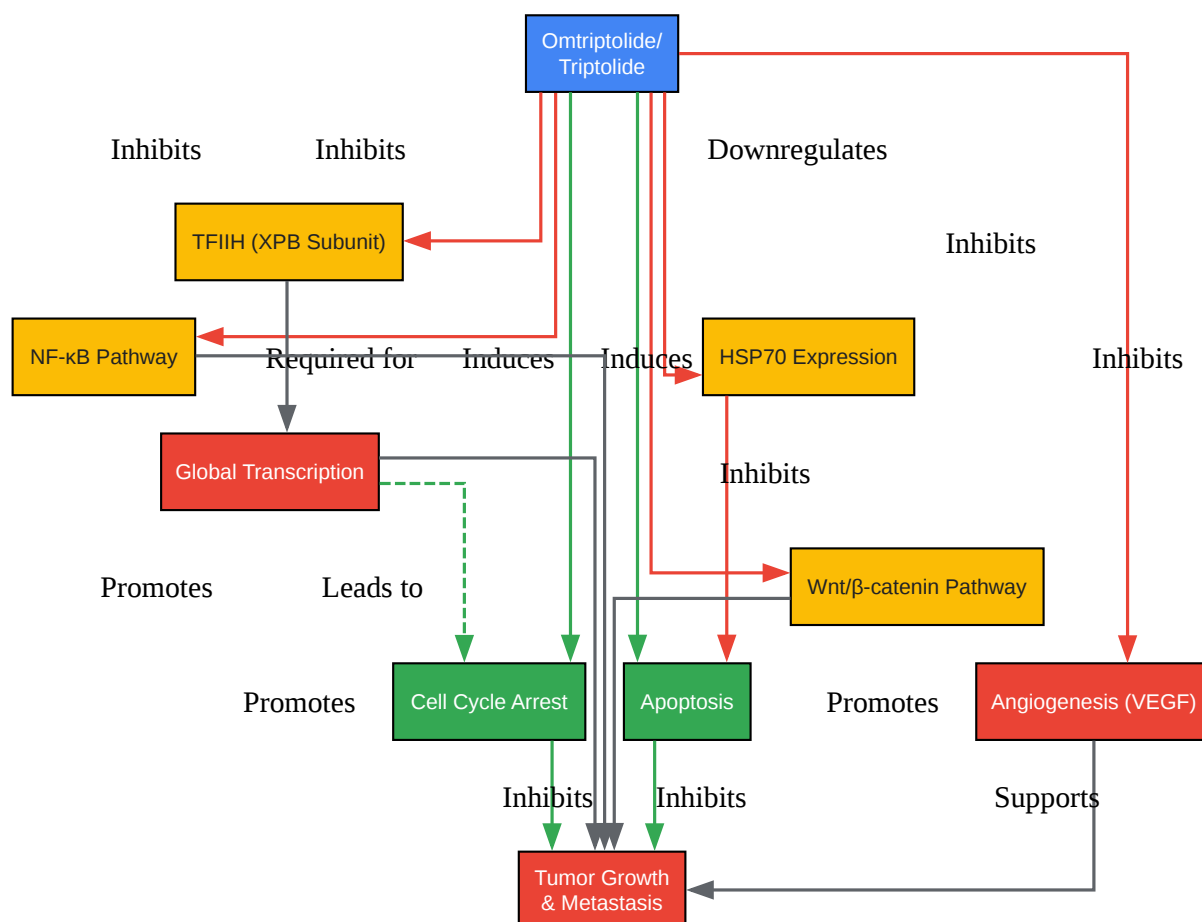 Omtriptolide/
Triptolide
Inhibits
Inhibits
Downregulates
TFIIH (XPB Subunit)
Inhibits
NF-κB Pathway
Required for
Induces
Induces
HSP70 Expression
Inhibits
Global Transcription
Inhibits
Promotes
Leads to
Wnt/β-catenin Pathway
Promotes
Cell Cycle Arrest
Apoptosis
Promotes
Angiogenesis (VEGF)
Inhibits
Inhibits
Supports
Tumor Growth
& Metastasis